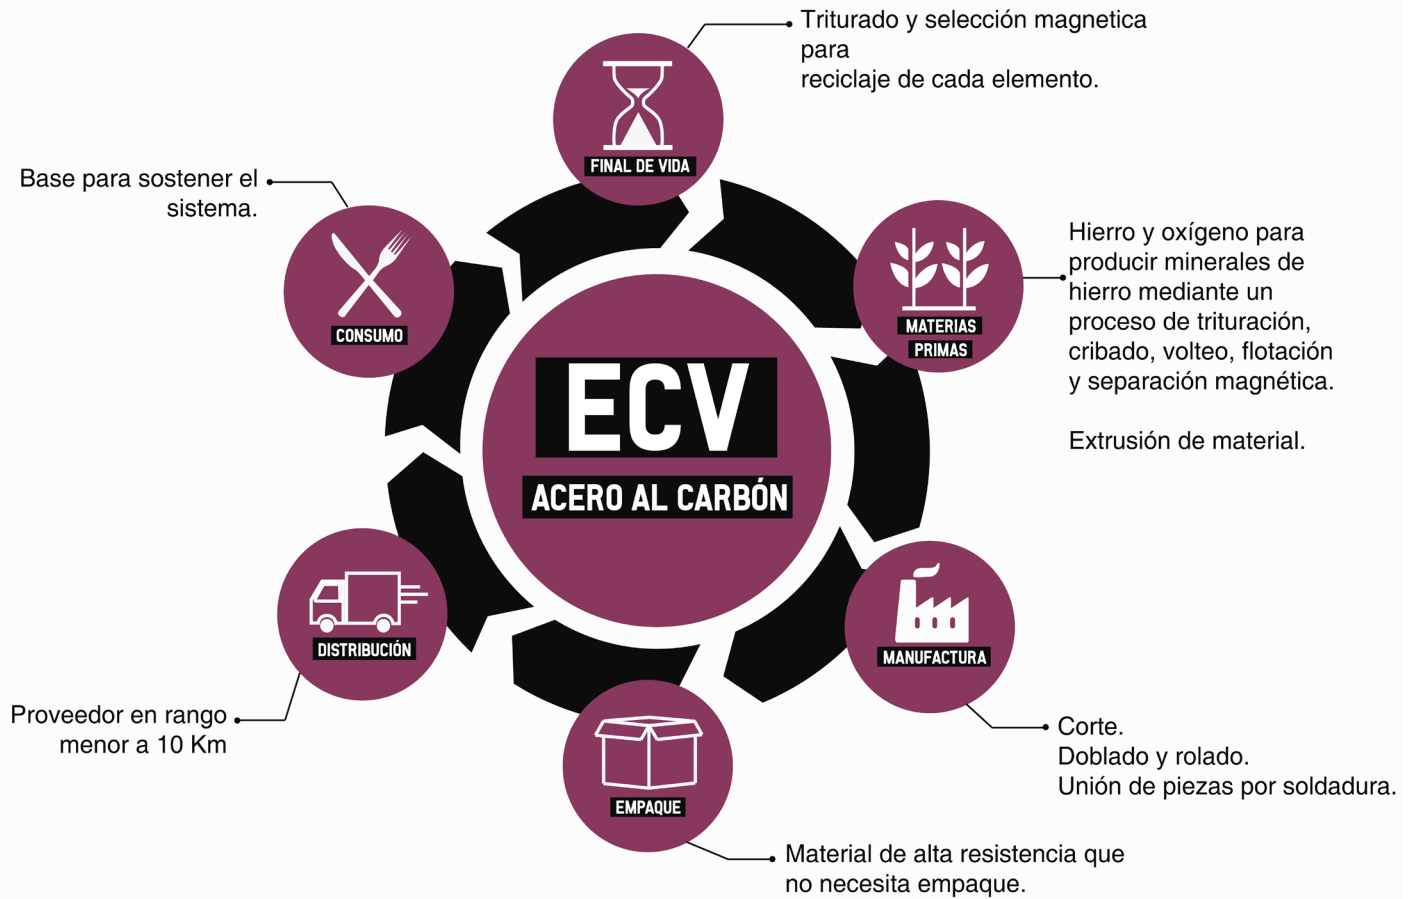 Triturado y selección magnetica
para
reciclaje de cada elemento.
FINAL DE VIDA
Base para sostener el
sistema.
CONSUMO
Hierro y oxígeno para
producir minerales de
hierro mediante un
proceso de trituración,
cribado, volteo, flotación
y separación magnética.
Extrusión de material.
MATERIAS
PRIMAS
ECV
ACERO AL CARBÓN
DISTRIBUCIÓN
Proveedor en rango
menor a 10 Km
MANUFACTURA
Corte.
Doblado y rolado.
Unión de piezas por soldadura.
EMPAQUE
Material de alta resistencia que
no necesita empaque.